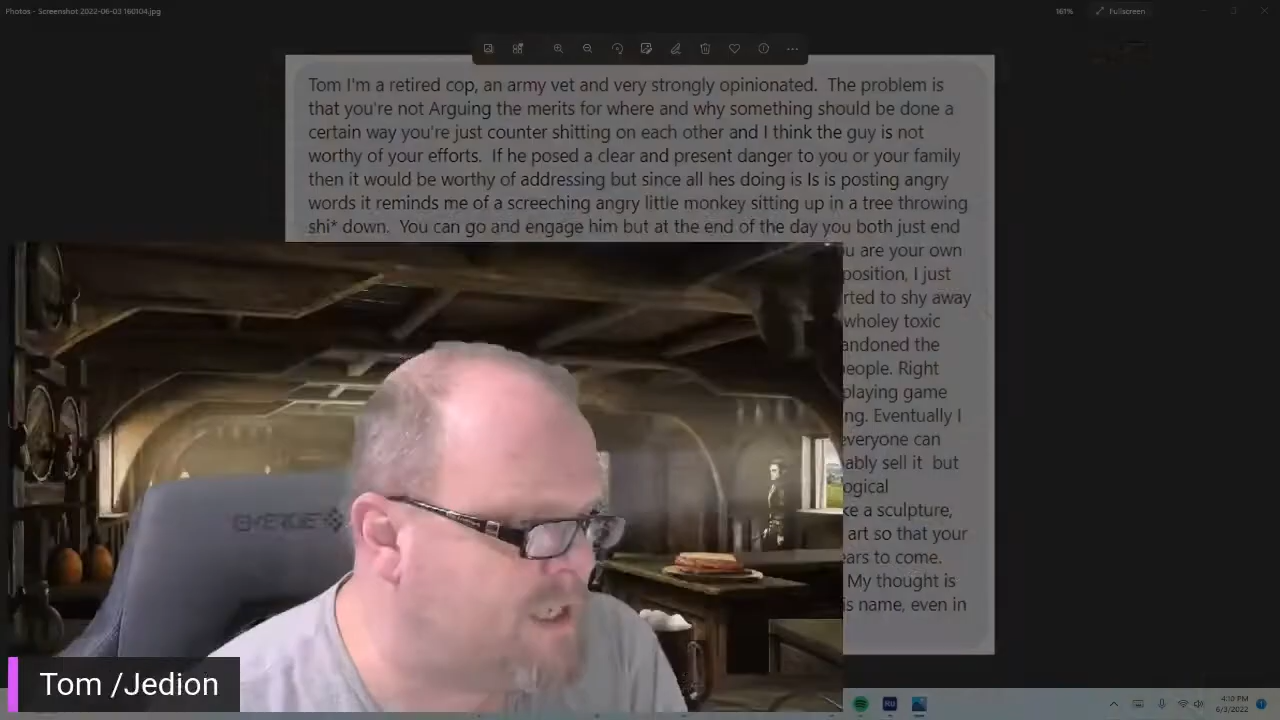 Photos - Screenshot 2022-06-03 160104.jpg
161%
Fullscreen
Tom I'm a retired cop, an army vet and very strongly opinionated. The problem is
that you're not Arguing the merits for where and why something should be done a
certain way you're just counter shitting on each other and I think the guy is not
worthy of your efforts. If he posed a clear and present danger to you or your family
then it would be worthy of addressing but since all hes doing is Is is posting angry
words it reminds me of a screeching angry little monkey sitting up in a tree throwing
shi* down. You can go and engage him but at the end of the day you both just end
are your own
position, I just
rted to shy away
wholey toxic
andoned the
people. Right
playing game
ng. Eventually I
everyone can
ably sell it but
ogical
ke a sculpture,
art so that your
ears to come.
My thought is
is name, even in
Tom /Jedion
4:10 PM
6/3/2022